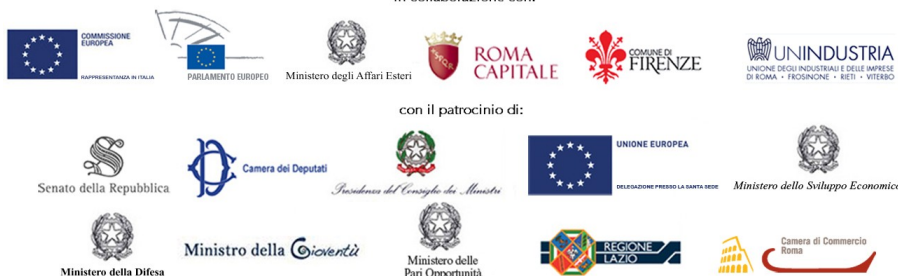 in collaborazione con:
COMMISSIONE
EUROPEA
RAPPRESENTANZA IN ITALIA
PARLAMENTO EUROPEO
Ministero degli Affari Esteri
ROMA
CAPITALE
COMUNE DI
FIRENZE
UNINDUSTRIA
UNIONE DEGLI INDUSTRIALI E DELLE IMPRESE
DI ROMA • FROSINONE • RIETI • VITERBO
con il patrocinio di:
Senato della Repubblica
Camera dei Deputati
Presidenza del Consiglio dei Ministri
UNIONE EUROPEA
DELEGAZIONE PRESSO LA SANTA SEDE
Ministero dello Sviluppo Economico
Ministero della Difesa
Ministro della Gioventù
Ministero delle
Pari Opportunità
REGIONE
LAZIO
Camera di Commercio
Roma